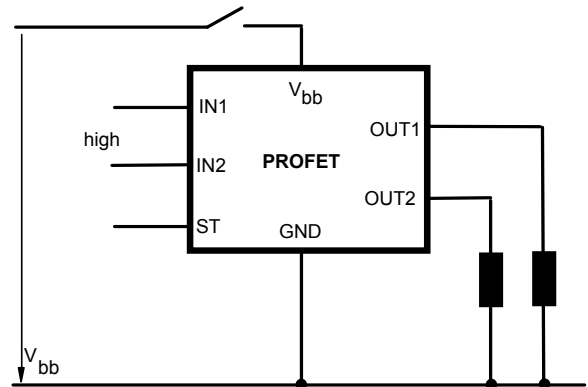 V bb
IN1
OUT1
high
PROFET
IN2
OUT2
ST
GND
V bb